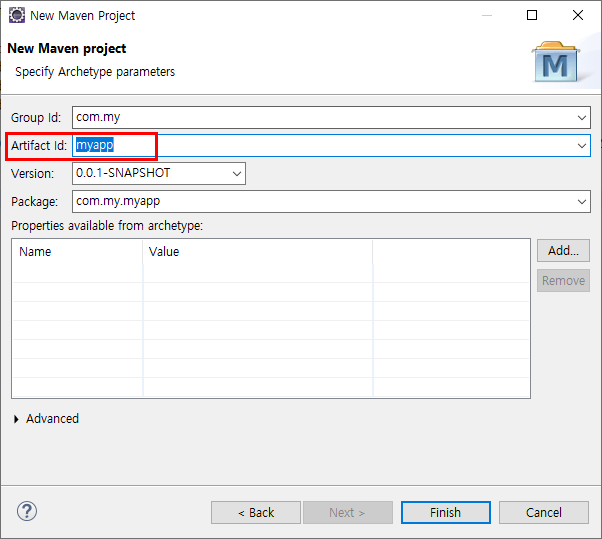 New Maven Project
New Maven project
Specify Archetype parameters
M
Group Id: com.my
Artifact Id: myapp
Version: 0.0.1-SNAPSHOT
Package: com.my.myapp
Properties available from archetype:
Name Value
Add...
Remove
Advanced
? < Back Next > Finish Cancel